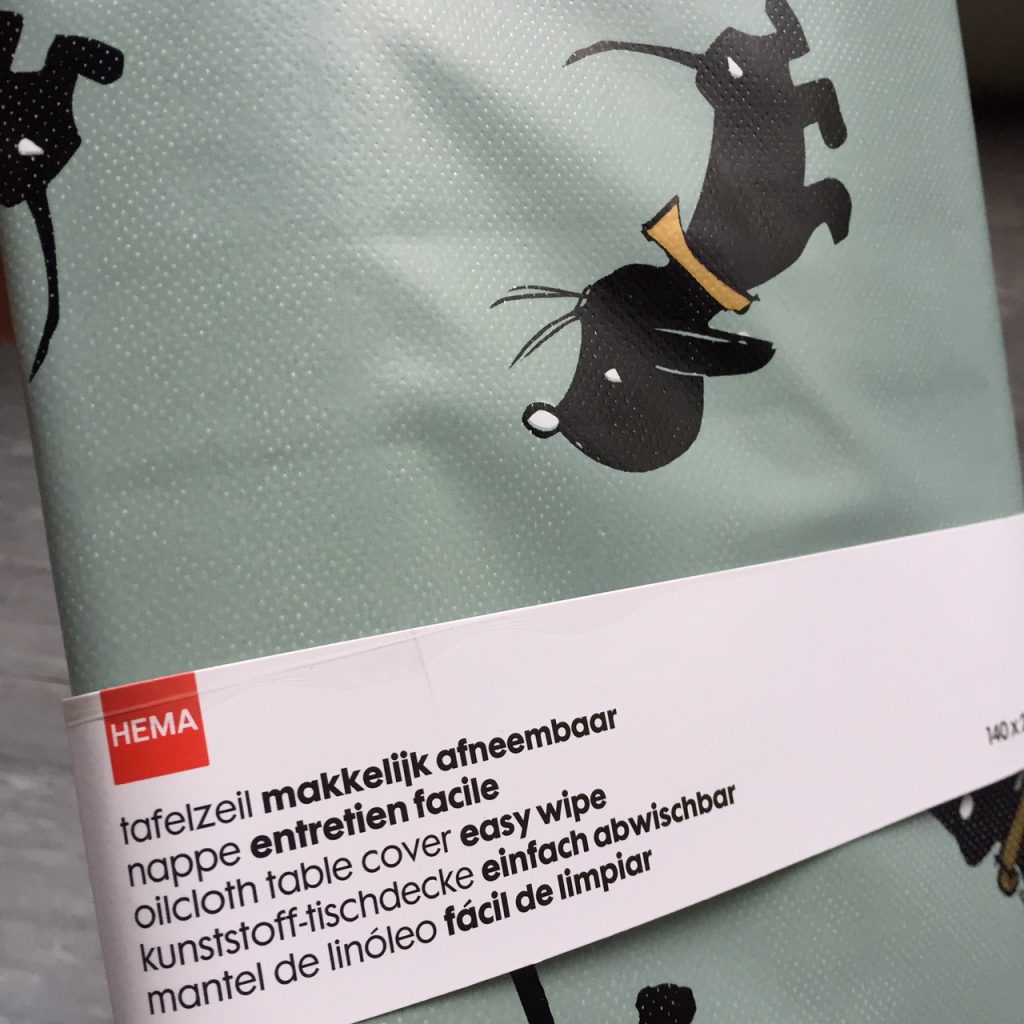 HEMA
tafelzeil makkelijk afneembaar
nappe entretien facile
oilcloth table cover easy wipe
kunststoff-tischdecke einfach abwischbar
mantel de linóleo fácil de limpiar
140 x